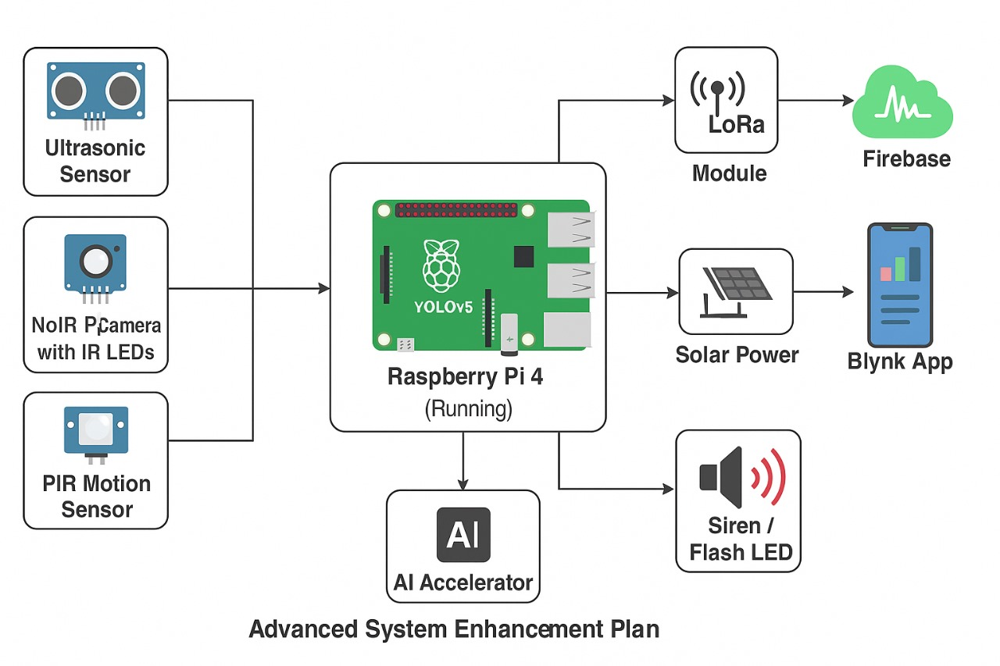 Ultrasonic
Sensor
NoIR PiCamera
with IR LEDs
PIR Motion
Sensor
YOLOv5
Raspberry Pi 4
(Running)
AI
AI Accelerator
LoRa
Module
Firebase
Solar Power
Blynk App
Siren /
Flash LED
Advanced System Enhancement Plan